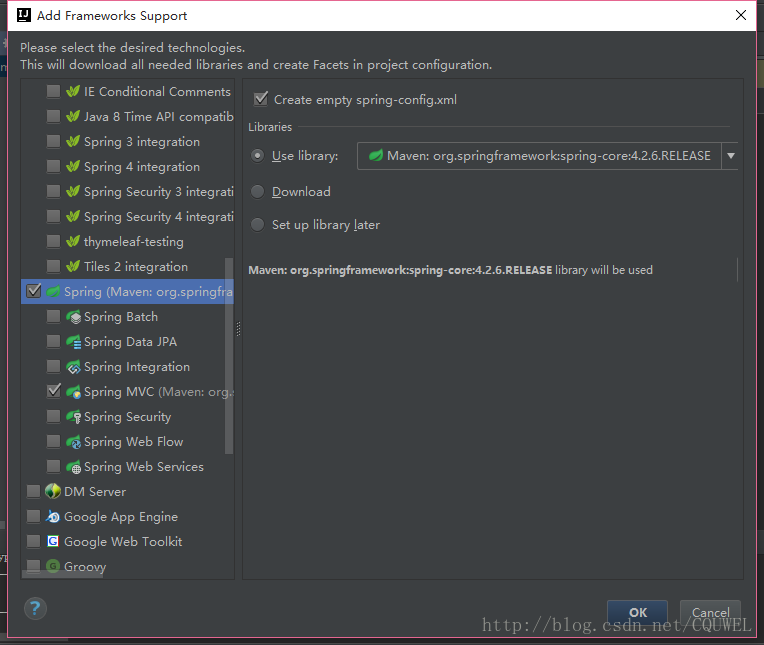 Add Frameworks Support
Please select the desired technologies.
This will download all needed libraries and create Facets in project configuration.
IE Conditional Comments
Java 8 Time API compatib
Spring 3 integration
Spring 4 integration
Spring Security 3 integrati
Spring Security 4 integrati
thymeleaf-testing
Tiles 2 integration
Spring (Maven: org.springfra
Spring Batch
Spring Data JPA
Spring Integration
Spring MVC (Maven: org.s
Spring Security
Spring Web Flow
Spring Web Services
DM Server
Google App Engine
Google Web Toolkit
Groovy
Create empty spring-config.xml
Libraries
Use library: Maven: org.springframework:spring-core:4.2.6.RELEASE
Download
Set up library later
Maven: org.springframework:spring-core:4.2.6.RELEASE library will be used
?
OK Cancel
http://blog.csdn.net/CQUWEL